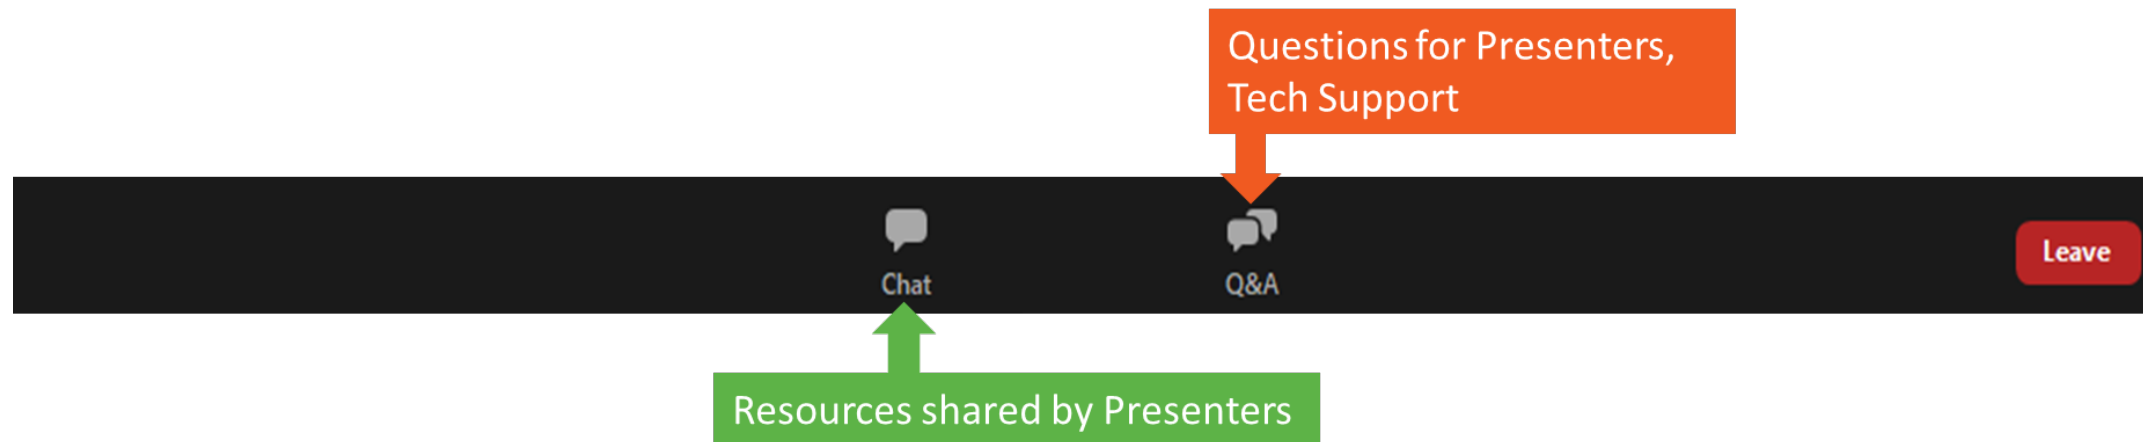 Questions for Presenters,
Tech Support
Chat
Q&A
Leave
Resources shared by Presenters